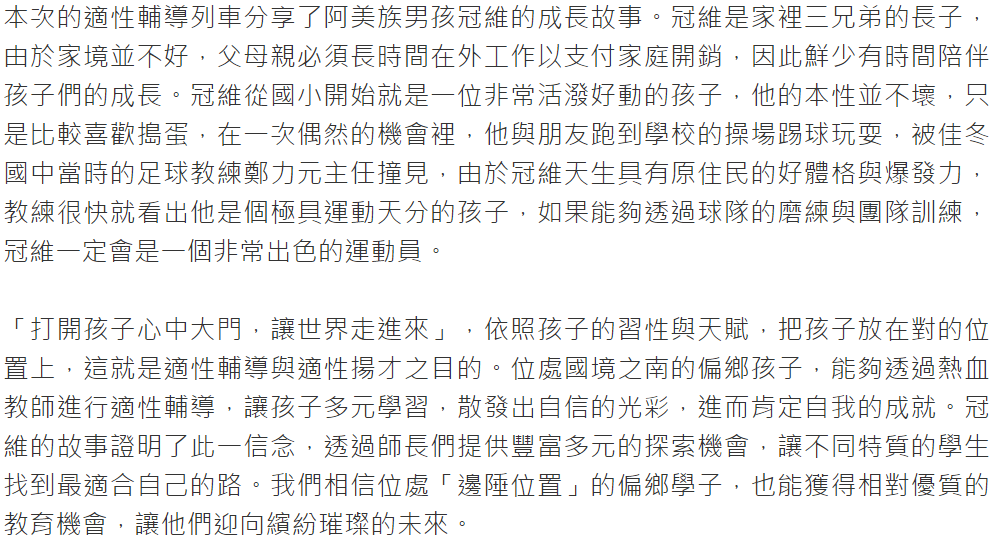 本次的適性輔導列車分享了阿美族男孩冠維的成長故事。冠維是家裡三兄弟的長子，
由於家境並不好，父母親必須長時間在外工作以支付家庭開銷，因此鮮少有時間陪伴
孩子們的成長。冠維從國小開始就是一位非常活潑好動的孩子，他的本性並不壞，只
是比較喜歡搗蛋，在一次偶然的機會裡，他與朋友跑到學校的操場踢球玩耍，被佳冬
國中當時的足球教練鄭力元主任撞見，由於冠維天生具有原住民的好體格與爆發力，
教練很快就看出他是個極具運動天分的孩子，如果能夠透過球隊的磨練與團隊訓練，
冠維一定會是一個非常出色的運動員。
「打開孩子心中大門，讓世界走進來」，依照孩子的習性與天賦，把孩子放在對的位
置上，這就是適性輔導與適性揚才之目的。位處國境之南的偏鄉孩子，能夠透過熱血
教師進行適性輔導，讓孩子多元學習，散發出自信的光彩，進而肯定自我的成就。冠
維的故事證明了此一信念，透過師長們提供豐富多元的探索機會，讓不同特質的學生
找到最適合自己的路。我們相信位處「邊陲位置」的偏鄉學子，也能獲得相對優質的
教育機會，讓他們迎向繽紛璀璨的未來。